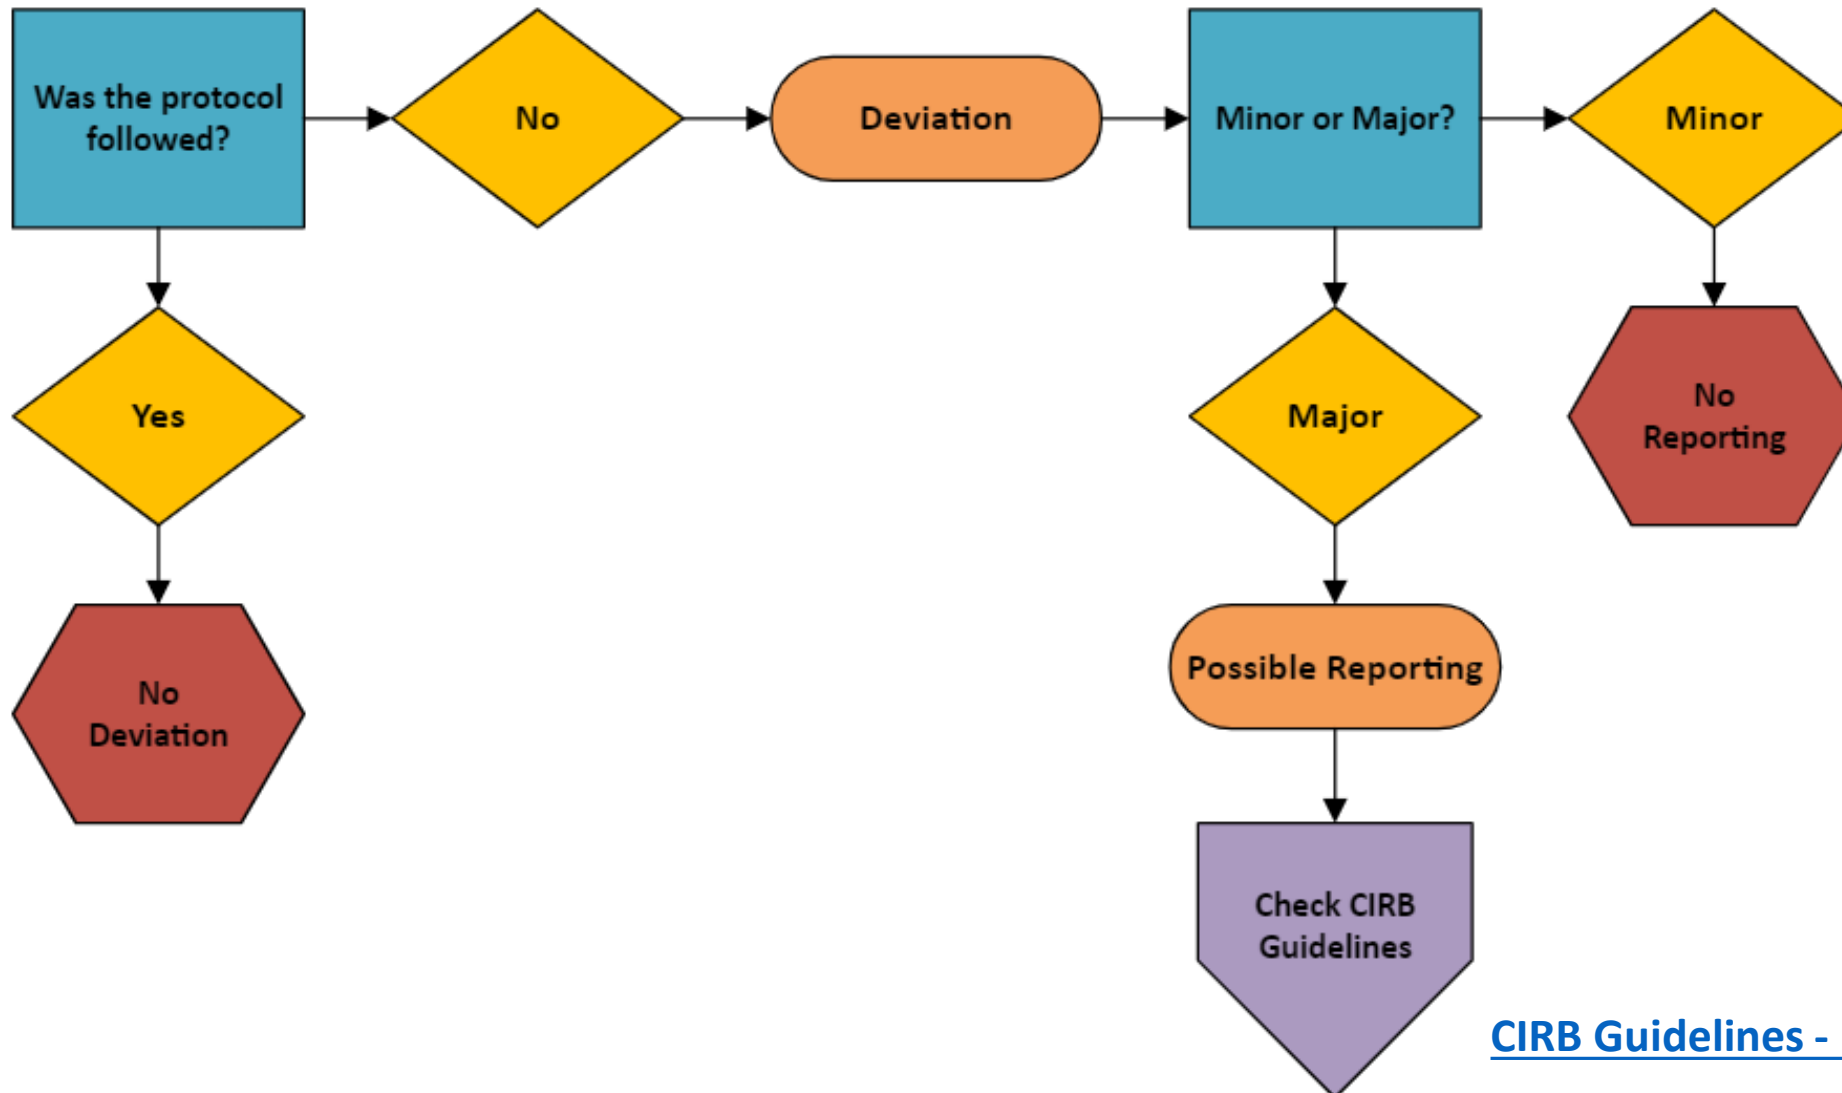 Was the protocol
followed?
No
Deviation
Minor or Major?
Minor
Yes
Major
No
Reporting
No
Deviation
Possible Reporting
Check CIRB
Guidelines
CIRB Guidelines -